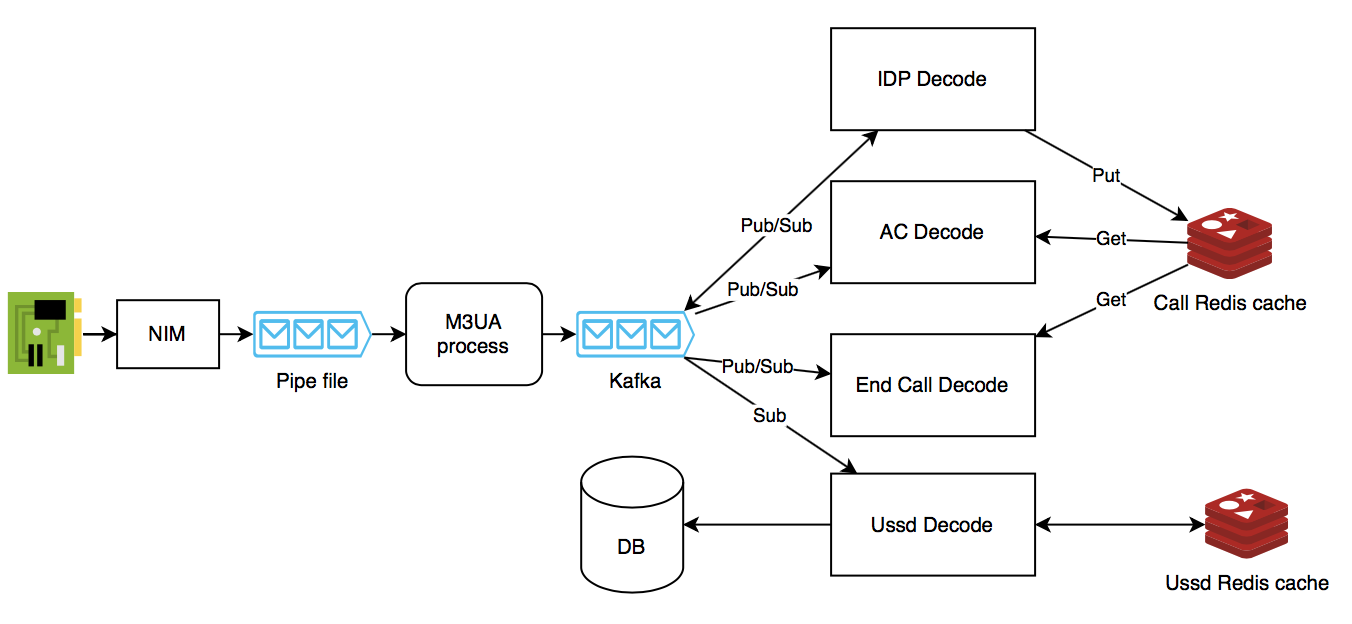 IDP Decode
Put
Pub/Sub
AC Decode
Get
Pub/Sub
Get
Call Redis cache
NIM
M3UA
process
Pipe file
Kafka
Pub/Sub
End Call Decode
Sub
DB
Ussd Decode
Ussd Redis cache